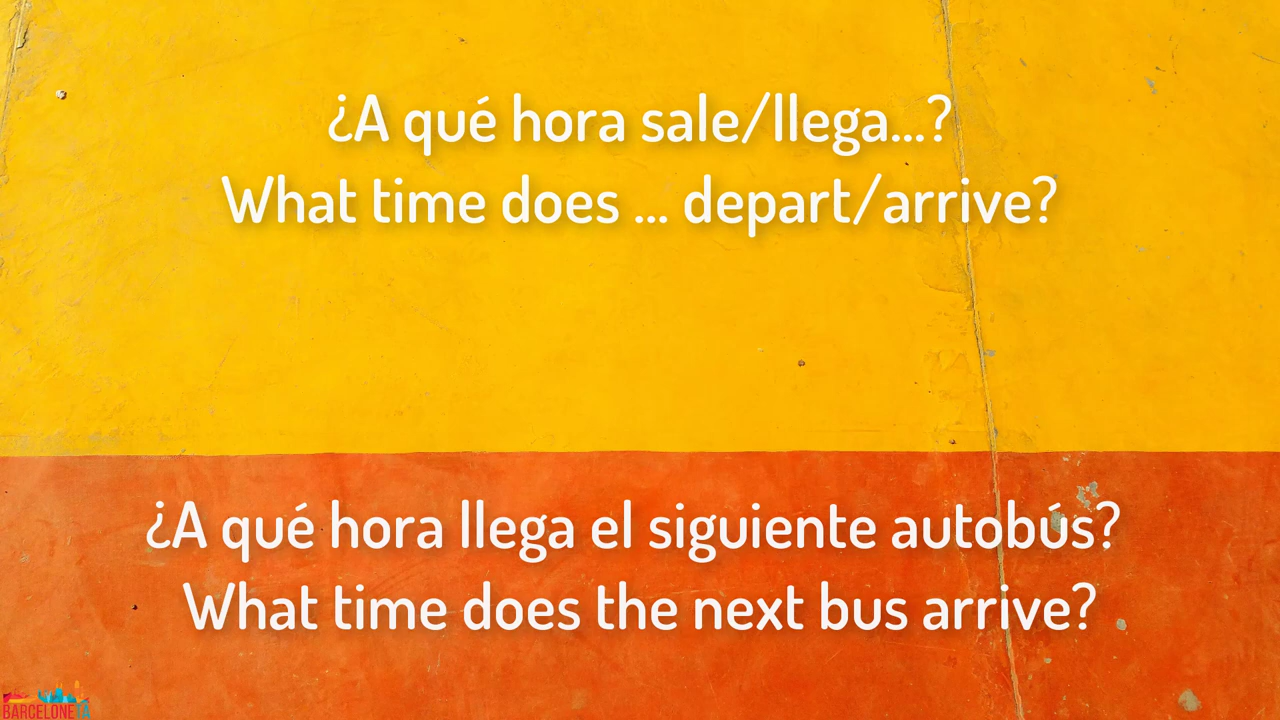 ¿A qué hora sale/llega...?
What time does ... depart/arrive?
¿A qué hora llega el siguiente autobús?
What time does the next bus arrive?
BARCELONETA